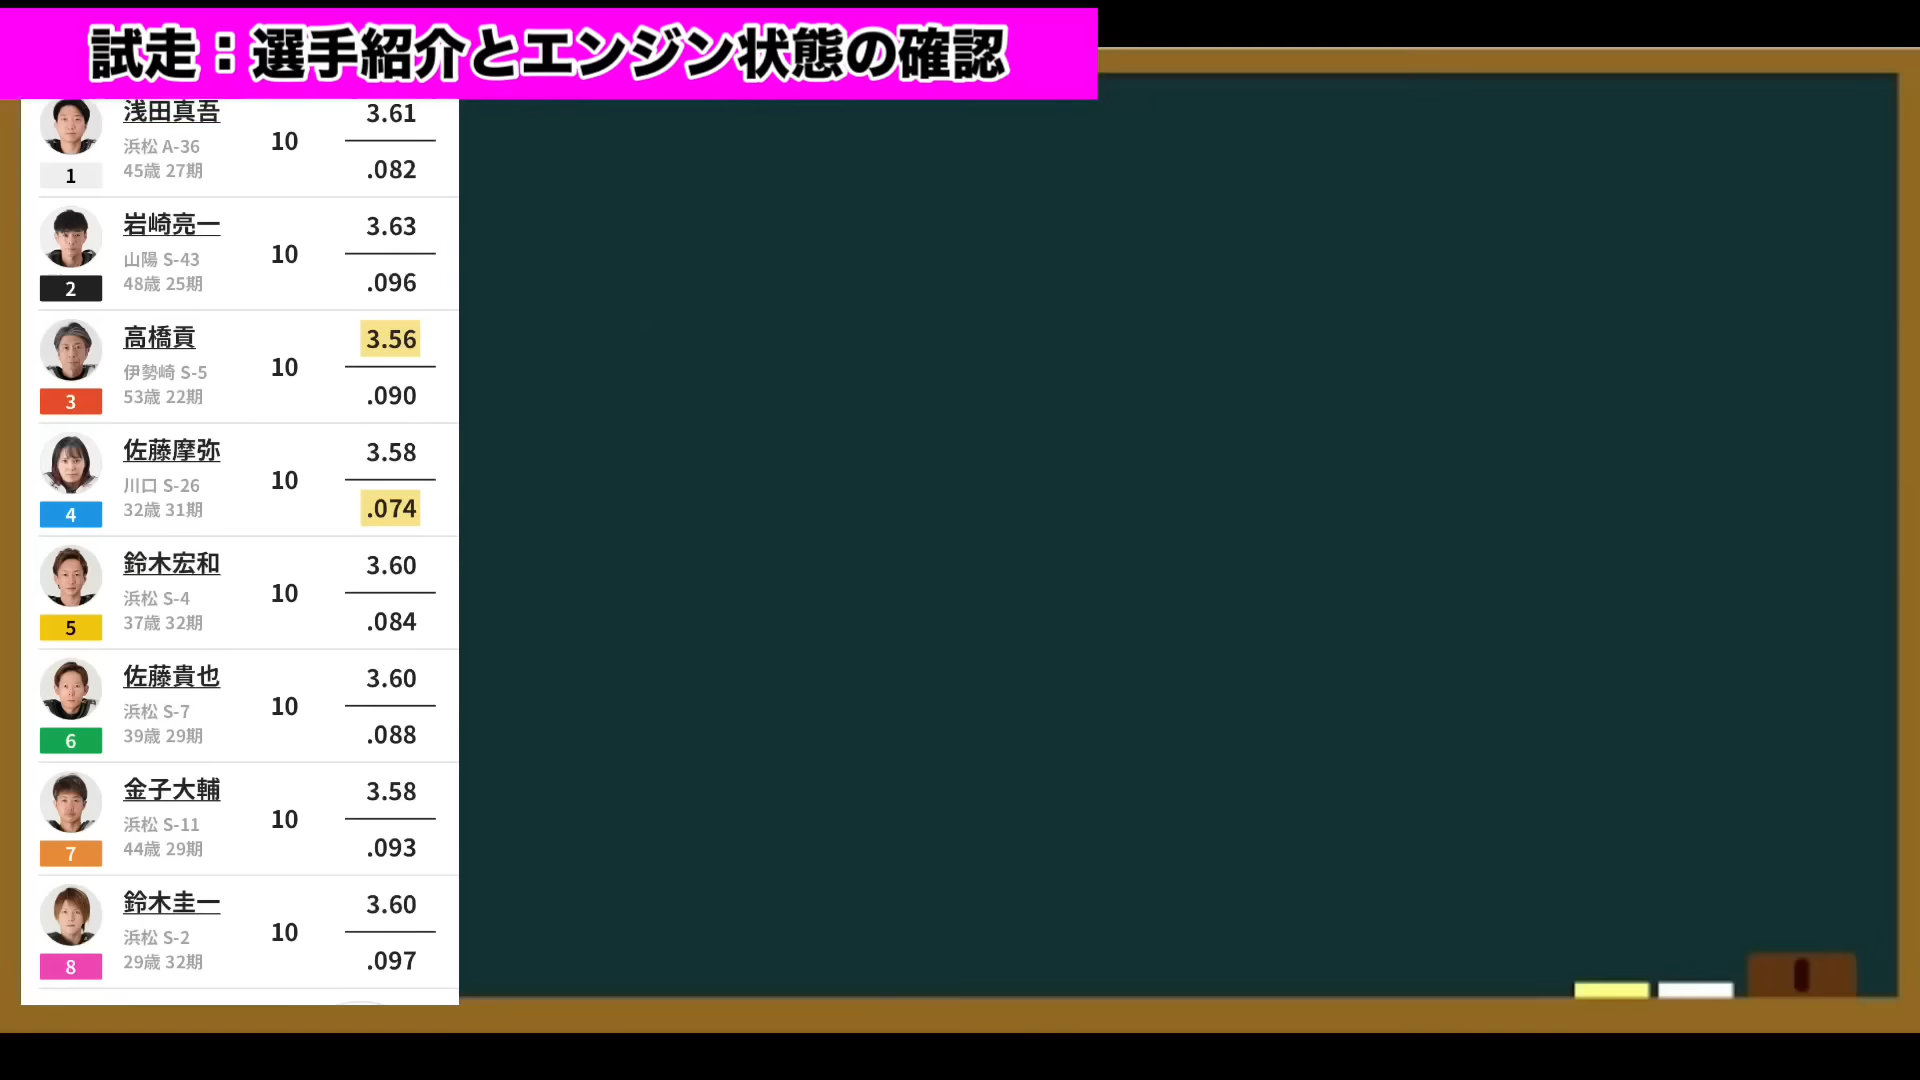 試走：選手紹介とエンジン状態の確認
浅田真吾
浜松 A-36
45歳 27期
1
10
3.61
.082
岩崎亮一
山陽 S-43
48歳 25期
2
10
3.63
.096
高橋貢
伊勢崎 S-5
53歳 22期
3
10
3.56
.090
佐藤摩弥
川口 S-26
32歳 31期
4
10
3.58
.074
鈴木宏和
浜松 S-4
37歳 32期
5
10
3.60
.084
佐藤貴也
浜松 S-7
39歳 29期
6
10
3.60
.088
金子大輔
浜松 S-11
44歳 29期
7
10
3.58
.093
鈴木圭一
浜松 S-2
29歳 32期
8
10
3.60
.097